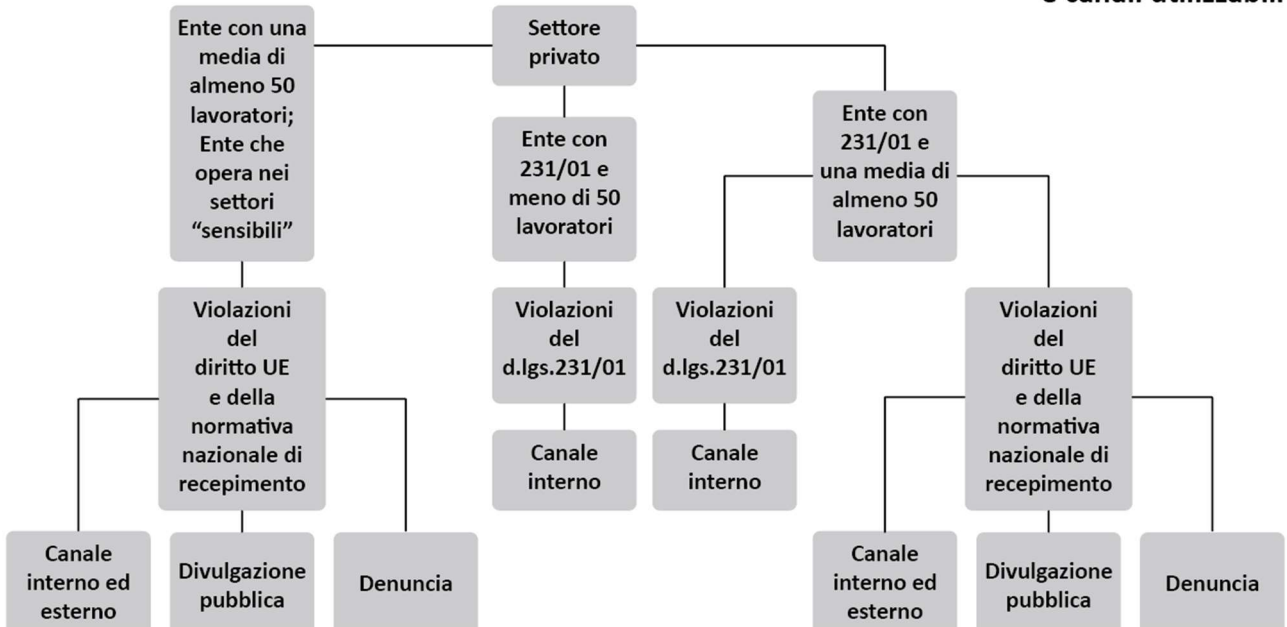 Settore
privato
Ente con una
media di
almeno 50
lavoratori;
Ente che
opera nei
settori
“sensibili”
Violazioni
del
diritto UE
e della
normativa
nazionale di
recepimento
Canale
interno ed
esterno
Divulgazione
pubblica
Denuncia
Ente con
231/01 e
meno di 50
lavoratori
Violazioni
del
d.lgs.231/01
Canale
interno
Ente con
231/01 e
una media di
almeno 50
lavoratori
Violazioni
del
d.lgs.231/01
Canale
interno
Violazioni
del
diritto UE
e della
normativa
nazionale di
recepimento
Canale
interno ed
esterno
Divulgazione
pubblica
Denuncia